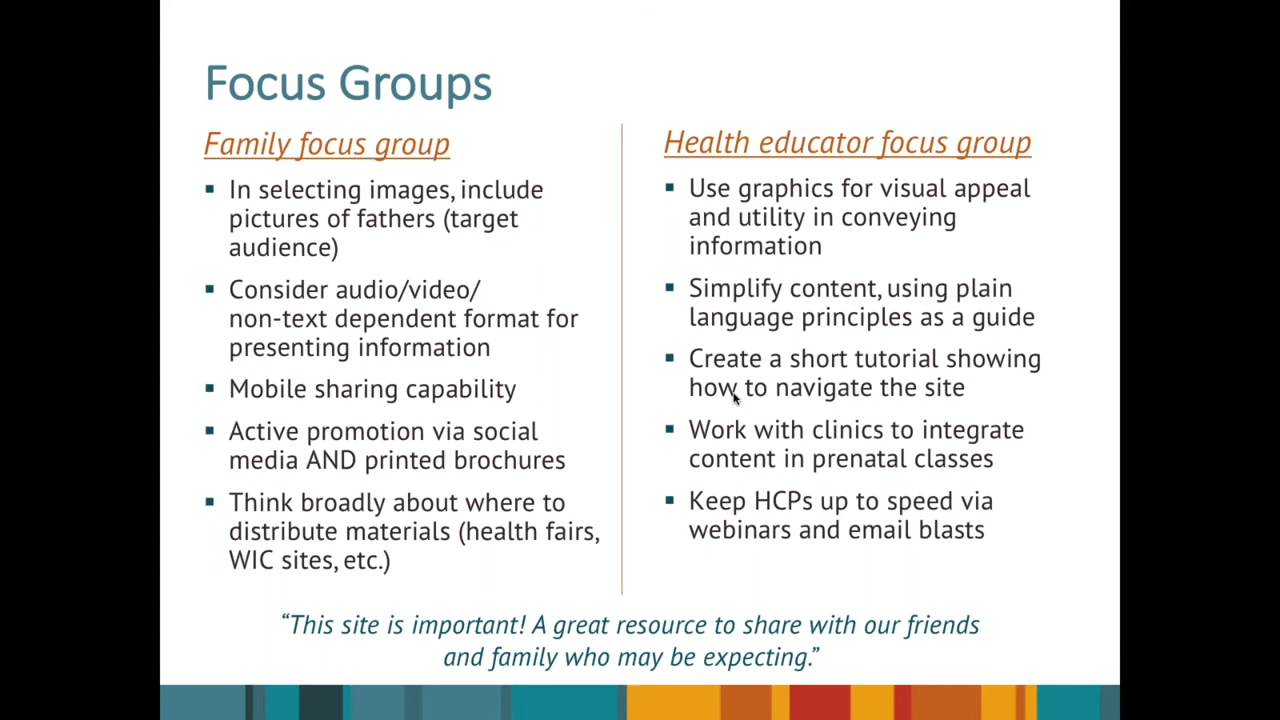 Focus Groups
Family focus group
In selecting images, include
pictures of fathers (target
audience)
Consider audio/video/
non-text dependent format for
presenting information
Mobile sharing capability
Active promotion via social
media AND printed brochures
Think broadly about where to
distribute materials (health fairs,
WIC sites, etc.)
Health educator focus group
Use graphics for visual appeal
and utility in conveying
information
Simplify content, using plain
language principles as a guide
Create a short tutorial showing
how to navigate the site
Work with clinics to integrate
content in prenatal classes
Keep HCPs up to speed via
webinars and email blasts
“This site is important! A great resource to share with our friends
and family who may be expecting.”